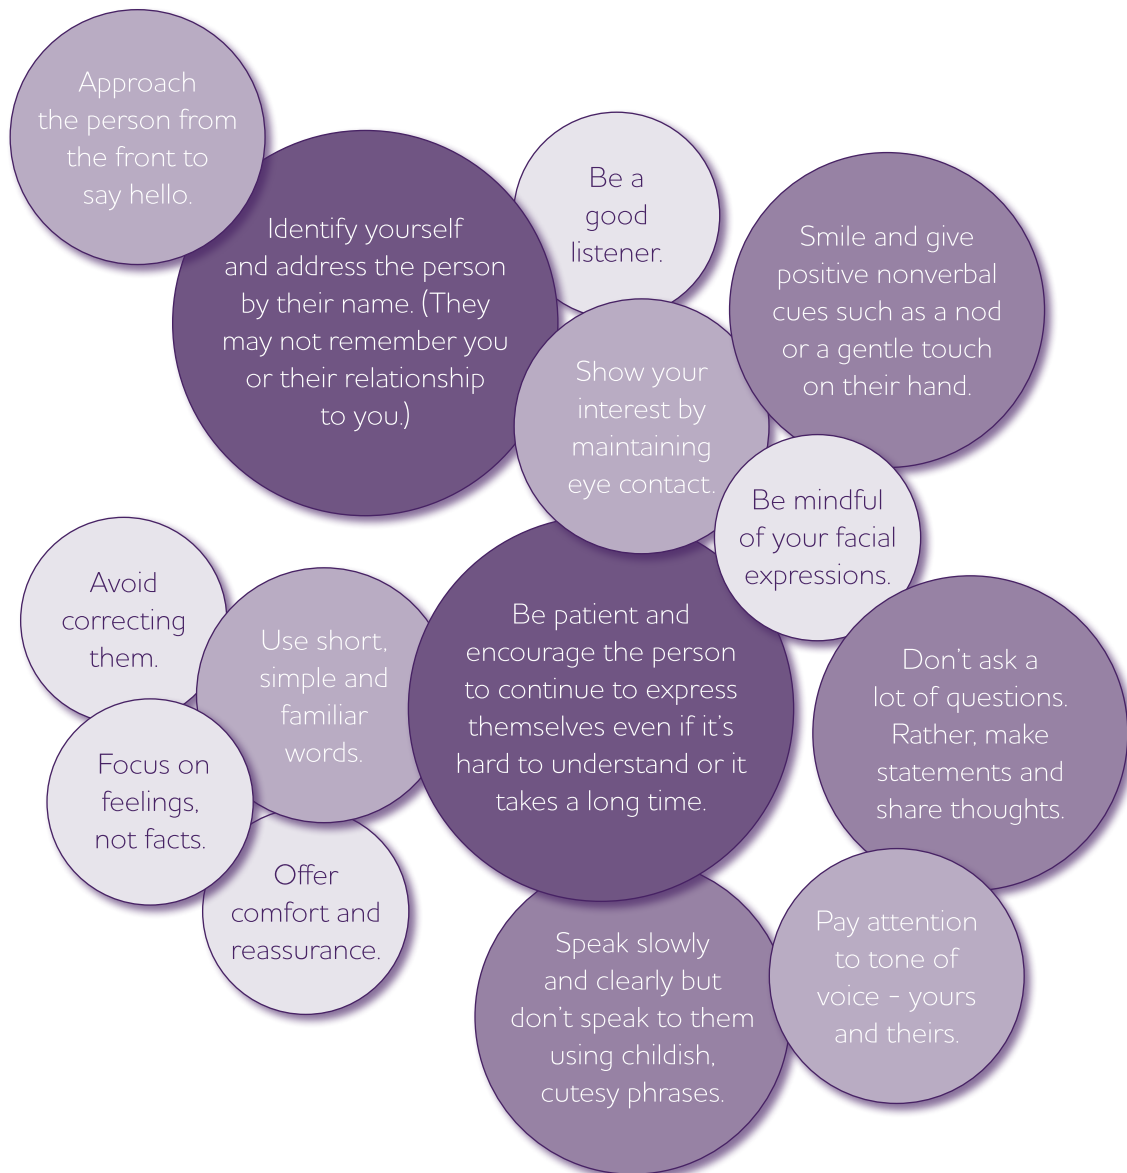 Approach
the person from
the front to
say hello.
Identify yourself
and address the person
by their name. (They
may not remember you
or their relationship
to you.)
Be a
good
listener.
Smile and give
positive nonverbal
cues such as a nod
or a gentle touch
on their hand.
Show your
interest by
maintaining
eye contact.
Be mindful
of your facial
expressions.
Avoid
correcting
them.
Use short,
simple and
familiar
words.
Be patient and
encourage the person
to continue to express
themselves even if it's
hard to understand or it
takes a long time.
Don't ask a
lot of questions.
Rather, make
statements and
share thoughts.
Focus on
feelings,
not facts.
Offer
comfort and
reassurance.
Speak slowly
and clearly but
don't speak to them
using childish,
cutesy phrases.
Pay attention
to tone of
voice – yours
and theirs.